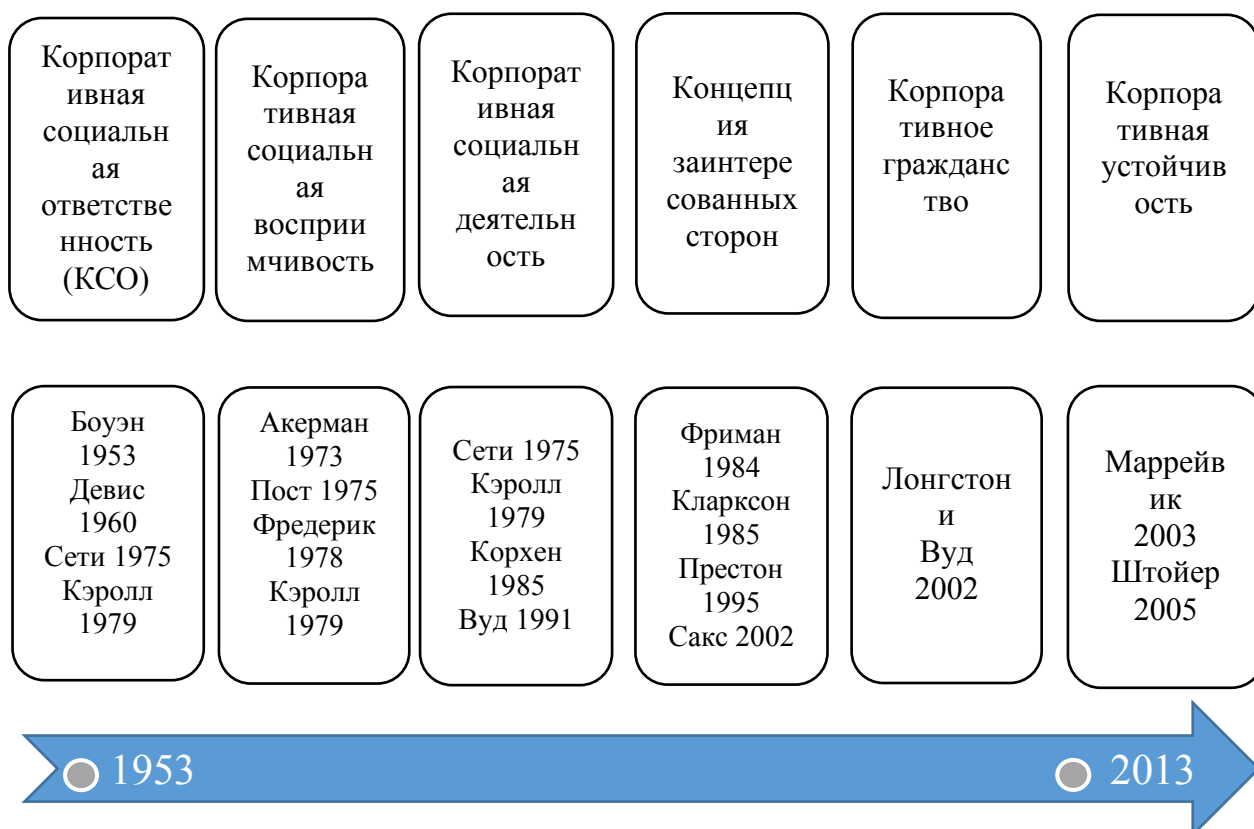 Корпорат
ивная
социальн
ая
ответстве
нность
(КСО)
Корпора
тивная
социальн
ая
восприи
мчивость
Корпорат
ивная
социальн
ая
деятельн
ость
Концепц
ия
заинтере
сованных
сторон
Корпора
тивное
гражданс
тво
Корпора
тивная
устойчив
ость
Боуэн
1953
Девис
1960
Сети 1975
Кэролл
1979
Акерман
1973
Пост 1975
Фредерик
1978
Кэролл
1979
Сети 1975
Кэролл
1979
Корхен
1985
Вуд 1991
Фриман
1984
Кларксон
1985
Престон
1995
Сакс 2002
Лонгстон
и
Вуд
2002
Маррейв
ик
2003
Штойер
2005
1953
2013